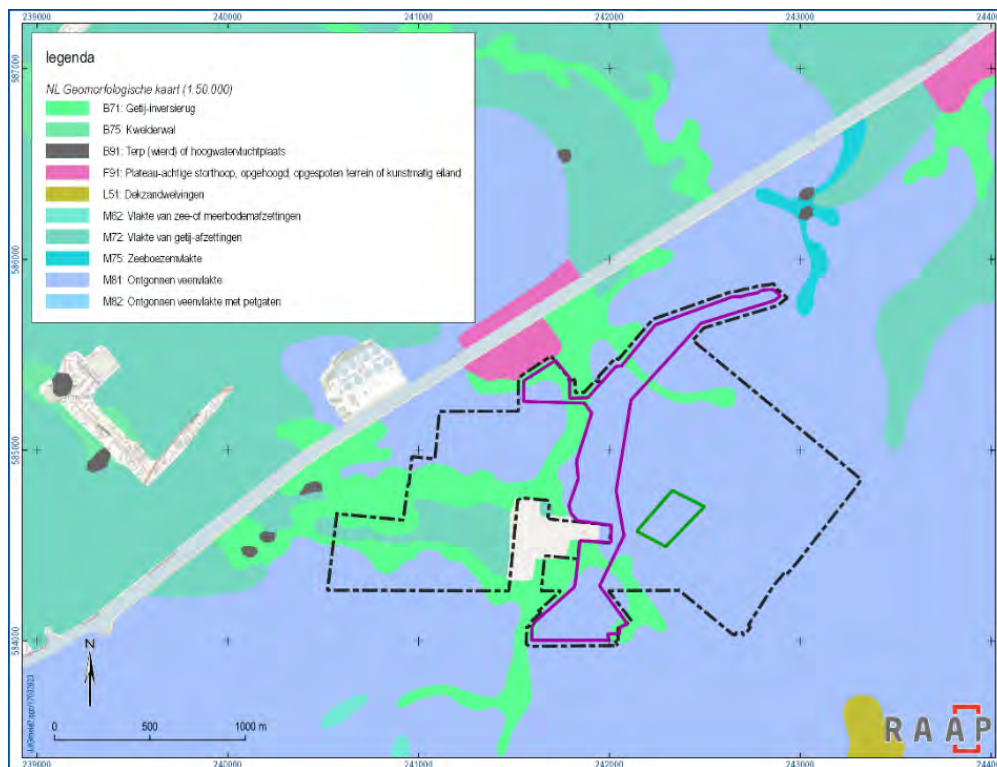 239000 240000 241000 242000 243000 244000
587000
586000
585000
584000
legenda
NL Geomorfologische kaart (1:50.000)
B71: Getij-inversierug
B75: Kwelderwal
B91: Terp (wierd) of hoogwatervluchtplaats
F91: Plateau-achtige storthoop, opgehoogd, opgespoten terrein of kunstmatig eiland
L51: Dekzandwelvingen
M62: Vlakte van zee-of meerbodemafzettingen
M72: Vlakte van getij-afzettingen
M75: Zeeboezemvlakte
M81: Ontgonnen veenvlakte
M82: Ontgonnen veenvlakte met petgaten
N
0 500 1000 m
RAAP
239000 240000 241000 242000 243000 244000